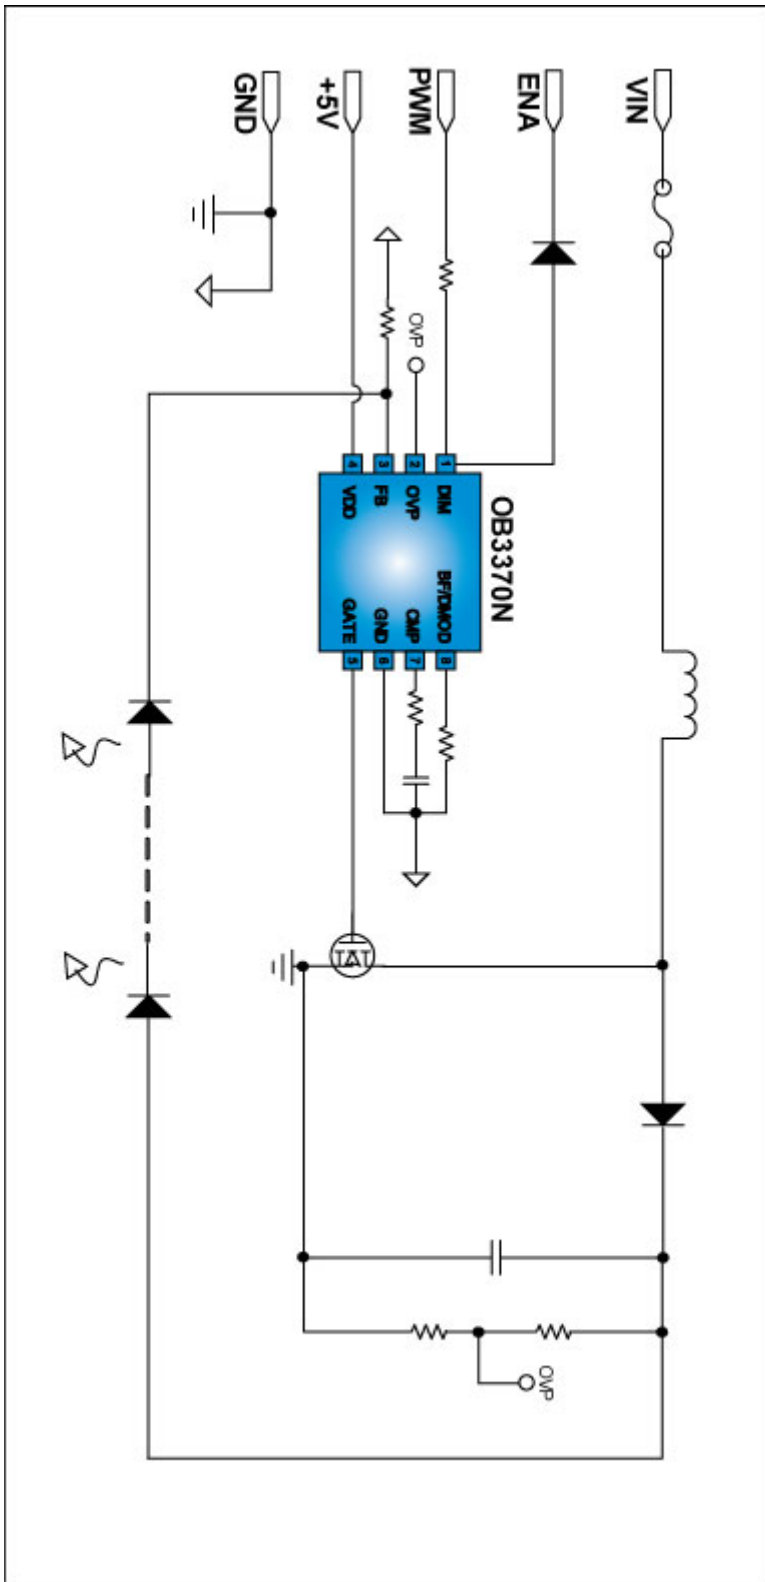 VIN
ENA
PWM
+5V
GND
OVP
OB3370N
1
2
3
4
DIM
OVP
FB
VDD
BF/DMOD
CMP
GND
GATE
8
7
6
5
OVP